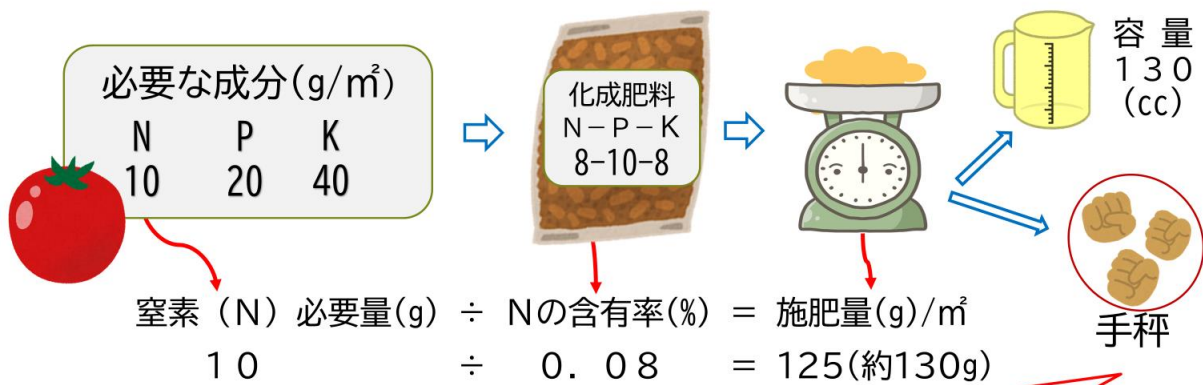 必要な成分(g/㎡)
N P K
10 20 40
化成肥料
N－P－K
8-10-8
容量
１３０
(cc)
手秤
窒素（N）必要量(g) ÷ Nの含有率(%) ＝ 施肥量(g)/㎡
１０ ÷ ０．０８ ＝ 125(約130g)